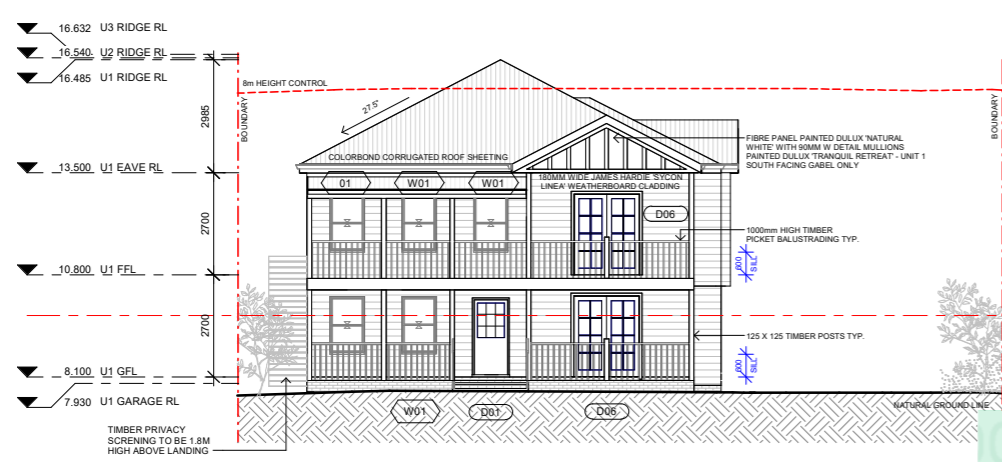 16.632 U3 RIDGE RL
16.540 U2 RIDGE RL
16.485 U1 RIDGE RL
8m HEIGHT CONTROL
BOUNDARY
BOUNDARY
27.5°
2985
COLORBOND CORRUGATED ROOF SHEETING
FIBRE PANEL PAINTED DULUX 'NATURAL
WHITE' WITH 90MM W DETAIL MULLIONS
PAINTED DULUX 'TRANQUIL RETREAT' - UNIT 1
SOUTH FACING GABEL ONLY
13.500 U1 EAVE RL
01
W01
W01
180MM WIDE JAMES HARDIE 'SYCON
LINEA' WEATHERBOARD CLADDING
D06
2700
1000mm HIGH TIMBER
PICKET BALUSTRADING TYP.
600
SILL
10.800 U1 FFL
2700
125 X 125 TIMBER POSTS TYP.
600
SILL
8.100 U1 GFL
7.930 U1 GARAGE RL
W01
D01
D06
NATURAL GROUND LINE
TIMBER PRIVACY
SCRENING TO BE 1.8M
HIGH ABOVE LANDING